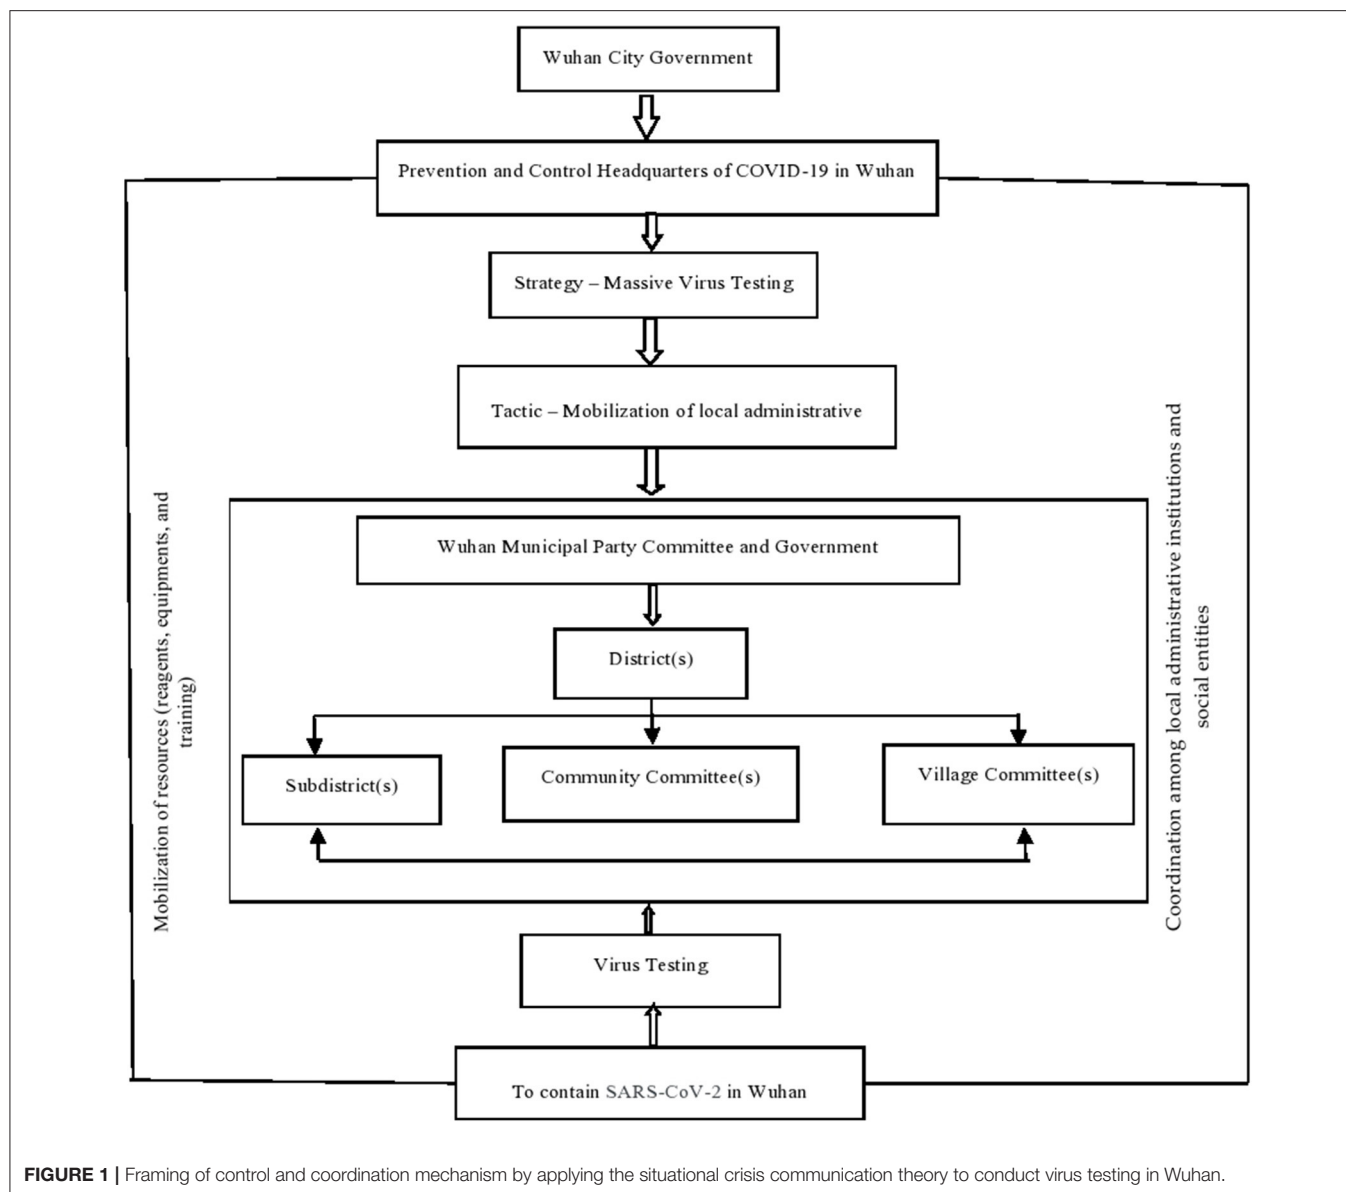 Wuhan City Government
Prevention and Control Headquarters of COVID-19 in Wuhan
Strategy – Massive Virus Testing
Tactic – Mobilization of local administrative
Mobilization of resources (reagents, equipments, and
training)
Wuhan Municipal Party Committee and Government
District(s)
Subdistrict(s)
Community Committee(s)
Village Committee(s)
Coordination among local administrative institutions and
social entities
Virus Testing
To contain SARS-CoV-2 in Wuhan
FIGURE 1 | Framing of control and coordination mechanism by applying the situational crisis communication theory to conduct virus testing in Wuhan.